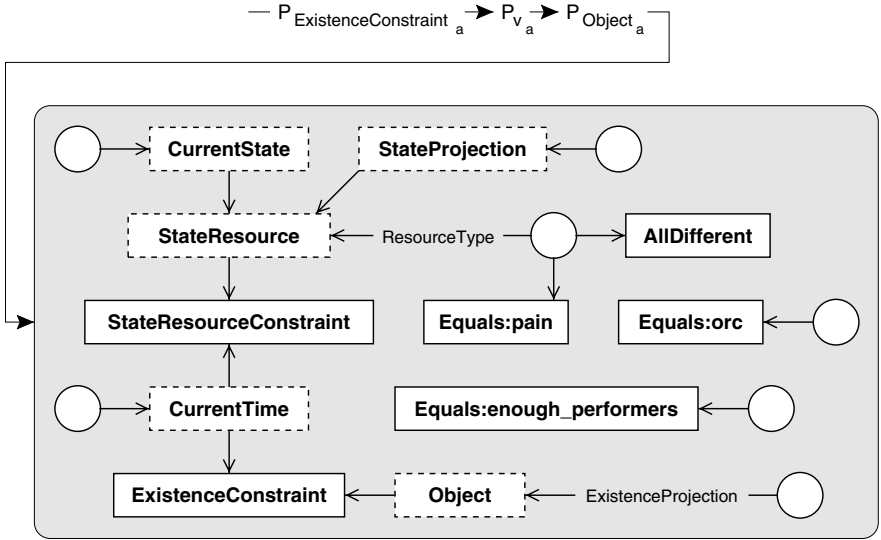 P ExistenceConstraint a P v a P Object a
CurrentState StateProjection
StateResource ResourceType AllDifferent
StateResourceConstraint Equals:pain Equals:orc
CurrentTime Equals:enough_performers
ExistenceConstraint Object ExistenceProjection